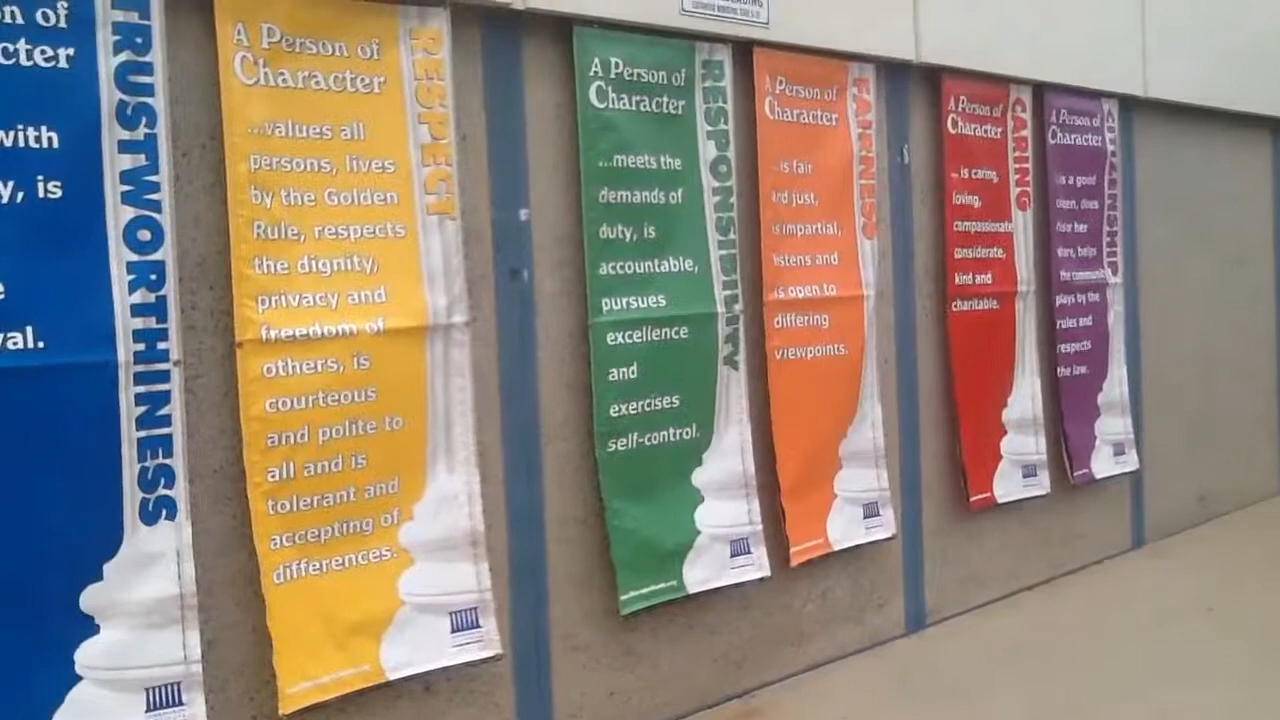 n of
cter
with
y, is
e
val.
TRUSTWORTHINESS
A Person of
Character
...values all
persons, lives
by the Golden
Rule, respects
the dignity,
privacy and
freedom of
others, is
courteous
and polite to
all and is
tolerant and
accepting of
differences.
RESPECT
A Person of
Character
...meets the
demands of
duty, is
accountable,
pursues
excellence
and
exercises
self-control.
RESPONSIBILITY
A Person of
Character
...is fair
and just,
is impartial,
listens and
is open to
differing
viewpoints.
FAIRNESS
A Person of
Character
... is caring,
loving,
compassionate
considerate,
kind and
charitable.
CARING
A Person of
Character
is a good
does
her
share, helps
the community
plays by the
rules and
respects
the law.
CITIZENSHIP